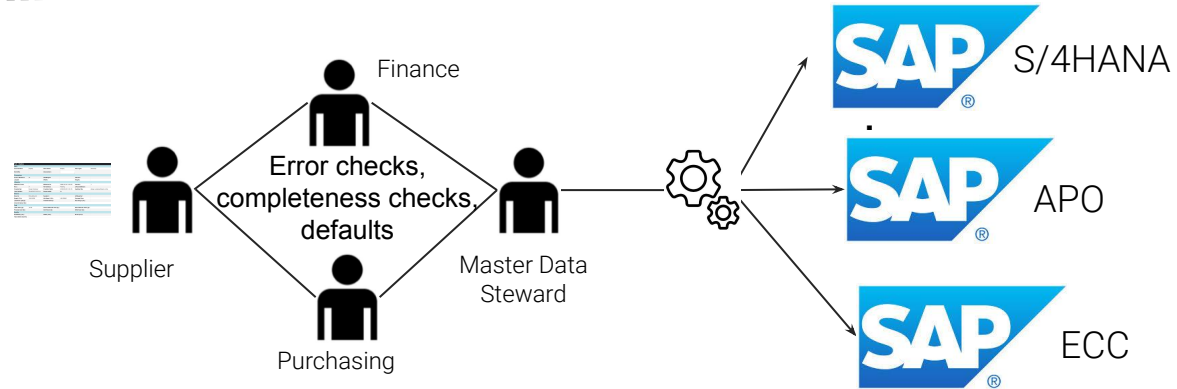 Finance
Error checks,
completeness checks,
defaults
Supplier
Master Data
Steward
Purchasing
SAP
®
S/4HANA
SAP
®
APO
SAP
®
ECC